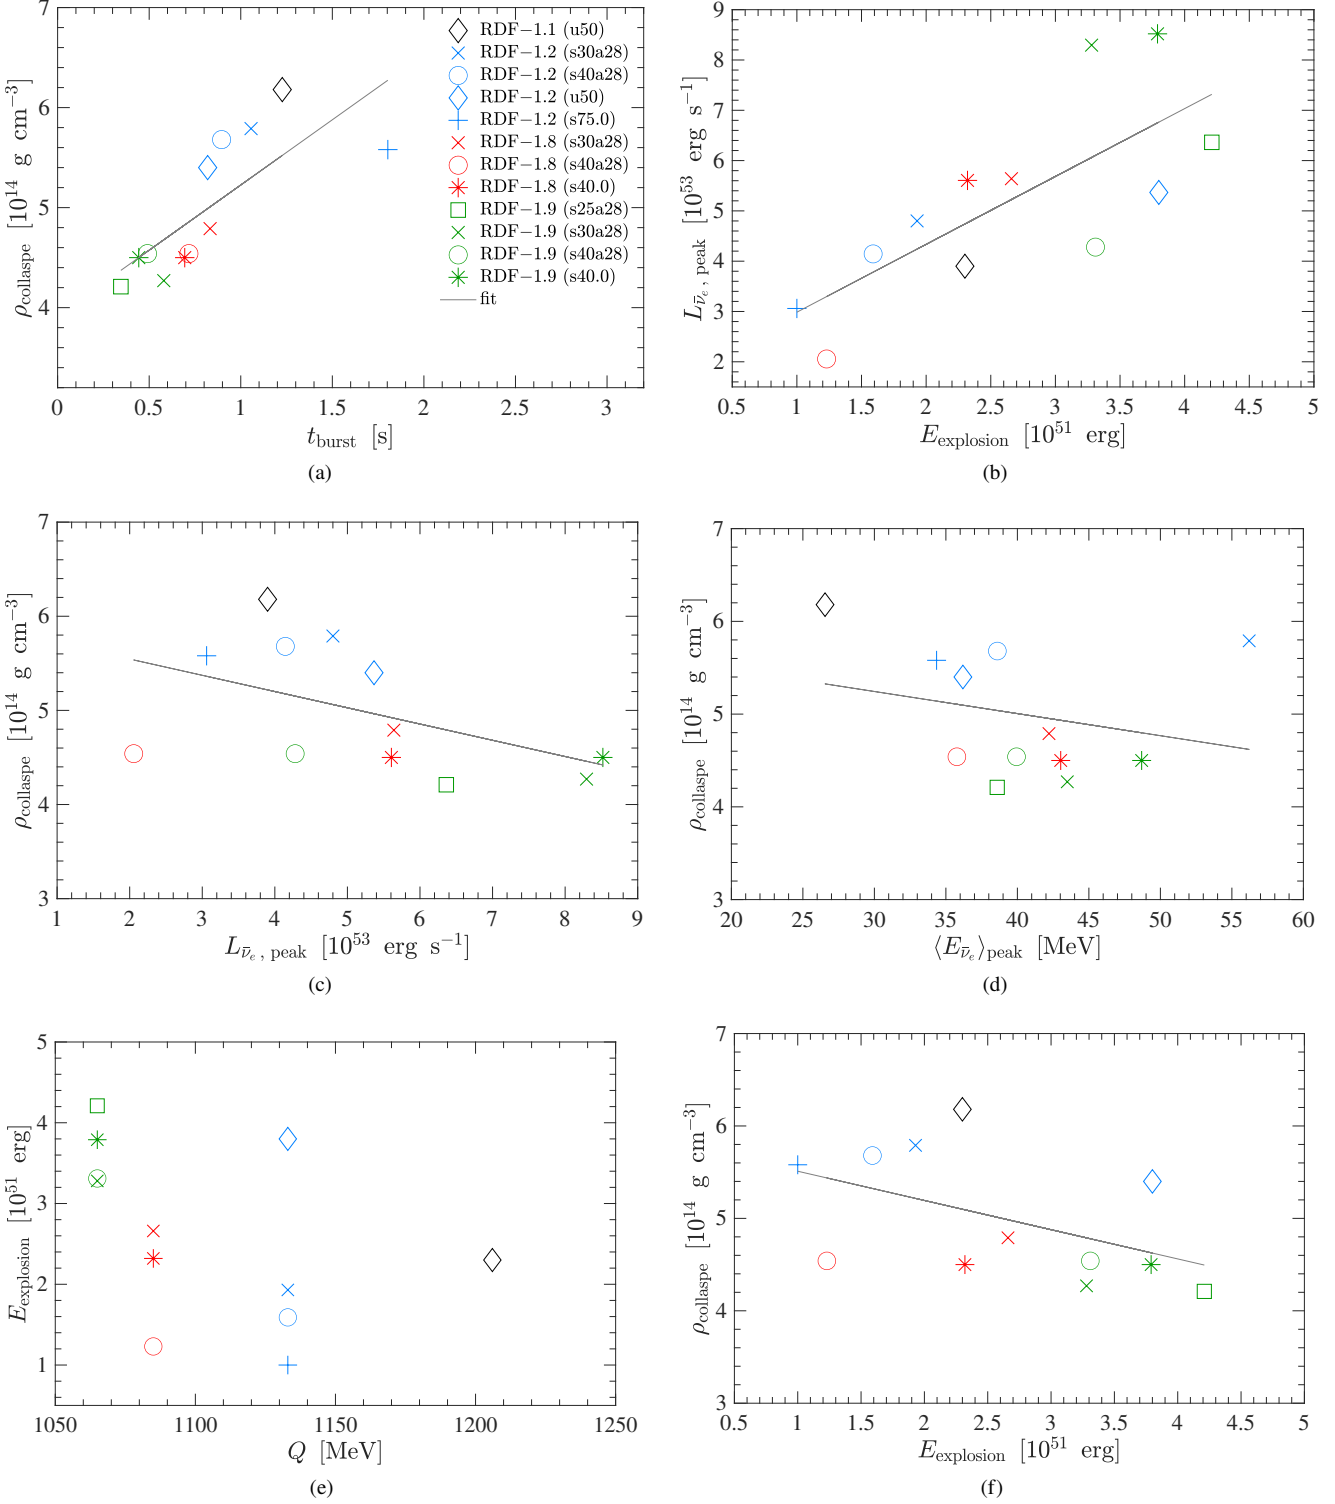 7
6
5
4
ρcollaspe [10^14 g cm^−3]
0 0.5 1 1.5 2 2.5 3
tburst [s]
RDF−1.1 (u50)
RDF−1.2 (s30a28)
RDF−1.2 (s40a28)
RDF−1.2 (u50)
RDF−1.2 (s75.0)
RDF−1.8 (s30a28)
RDF−1.8 (s40a28)
RDF−1.8 (s40.0)
RDF−1.9 (s25a28)
RDF−1.9 (s30a28)
RDF−1.9 (s40a28)
RDF−1.9 (s40.0)
fit
(a)
9
8
7
6
5
4
3
2
Lν̄e, peak [10^53 erg s^−1]
0.5 1 1.5 2 2.5 3 3.5 4 4.5 5
Eexplosion [10^51 erg]
(b)
7
6
5
4
3
ρcollaspe [10^14 g cm^−3]
1 2 3 4 5 6 7 8 9
Lν̄e, peak [10^53 erg s^−1]
(c)
7
6
5
4
3
ρcollaspe [10^14 g cm^−3]
20 25 30 35 40 45 50 55 60
⟨Eν̄e⟩peak [MeV]
(d)
5
4
3
2
1
Eexplosion [10^51 erg]
1050 1100 1150 1200 1250
Q [MeV]
(e)
7
6
5
4
3
ρcollaspe [10^14 g cm^−3]
0.5 1 1.5 2 2.5 3 3.5 4 4.5 5
Eexplosion [10^51 erg]
(f)